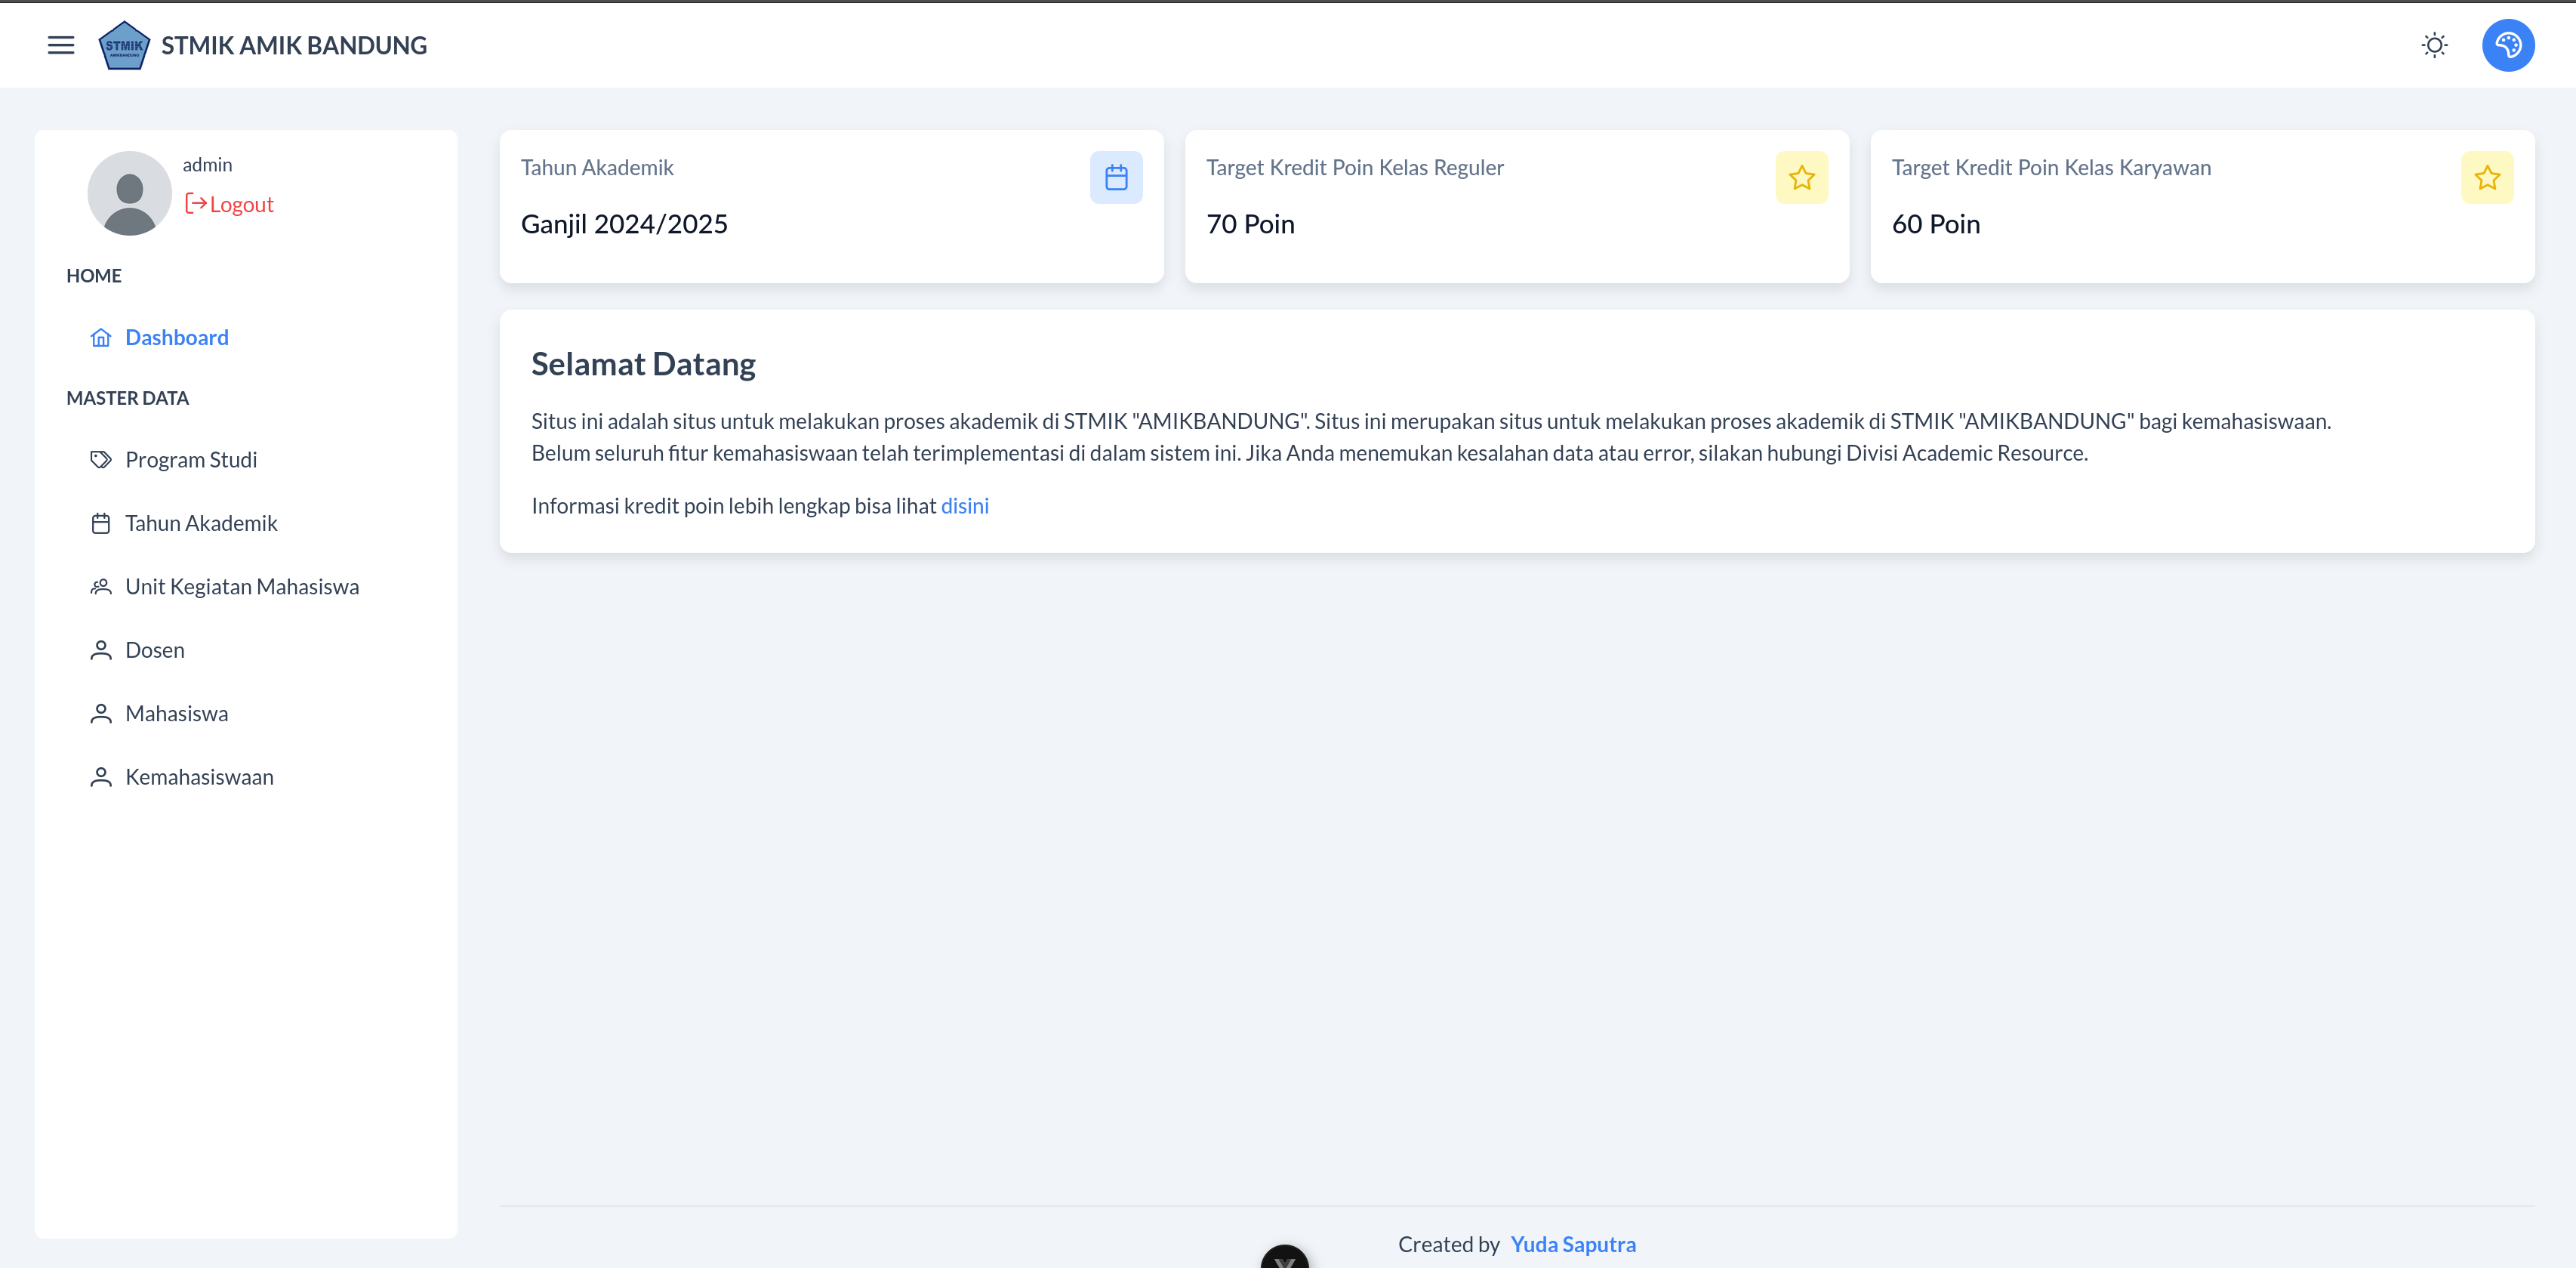 STMIK
AMIKBANDUNG
STMIK AMIK BANDUNG
admin
Logout
HOME
Dashboard
MASTER DATA
Program Studi
Tahun Akademik
Unit Kegiatan Mahasiswa
Dosen
Mahasiswa
Kemahasiswaan
Tahun Akademik
Ganjil 2024/2025
Target Kredit Poin Kelas Reguler
70 Poin
Target Kredit Poin Kelas Karyawan
60 Poin
Selamat Datang
Situs ini adalah situs untuk melakukan proses akademik di STMIK "AMIKBANDUNG". Situs ini merupakan situs untuk melakukan proses akademik di STMIK "AMIKBANDUNG" bagi kemahasiswaan.
Belum seluruh fitur kemahasiswaan telah terimplementasi di dalam sistem ini. Jika Anda menemukan kesalahan data atau error, silakan hubungi Divisi Academic Resource.
Informasi kredit poin lebih lengkap bisa lihat disini
Created by Yuda Saputra